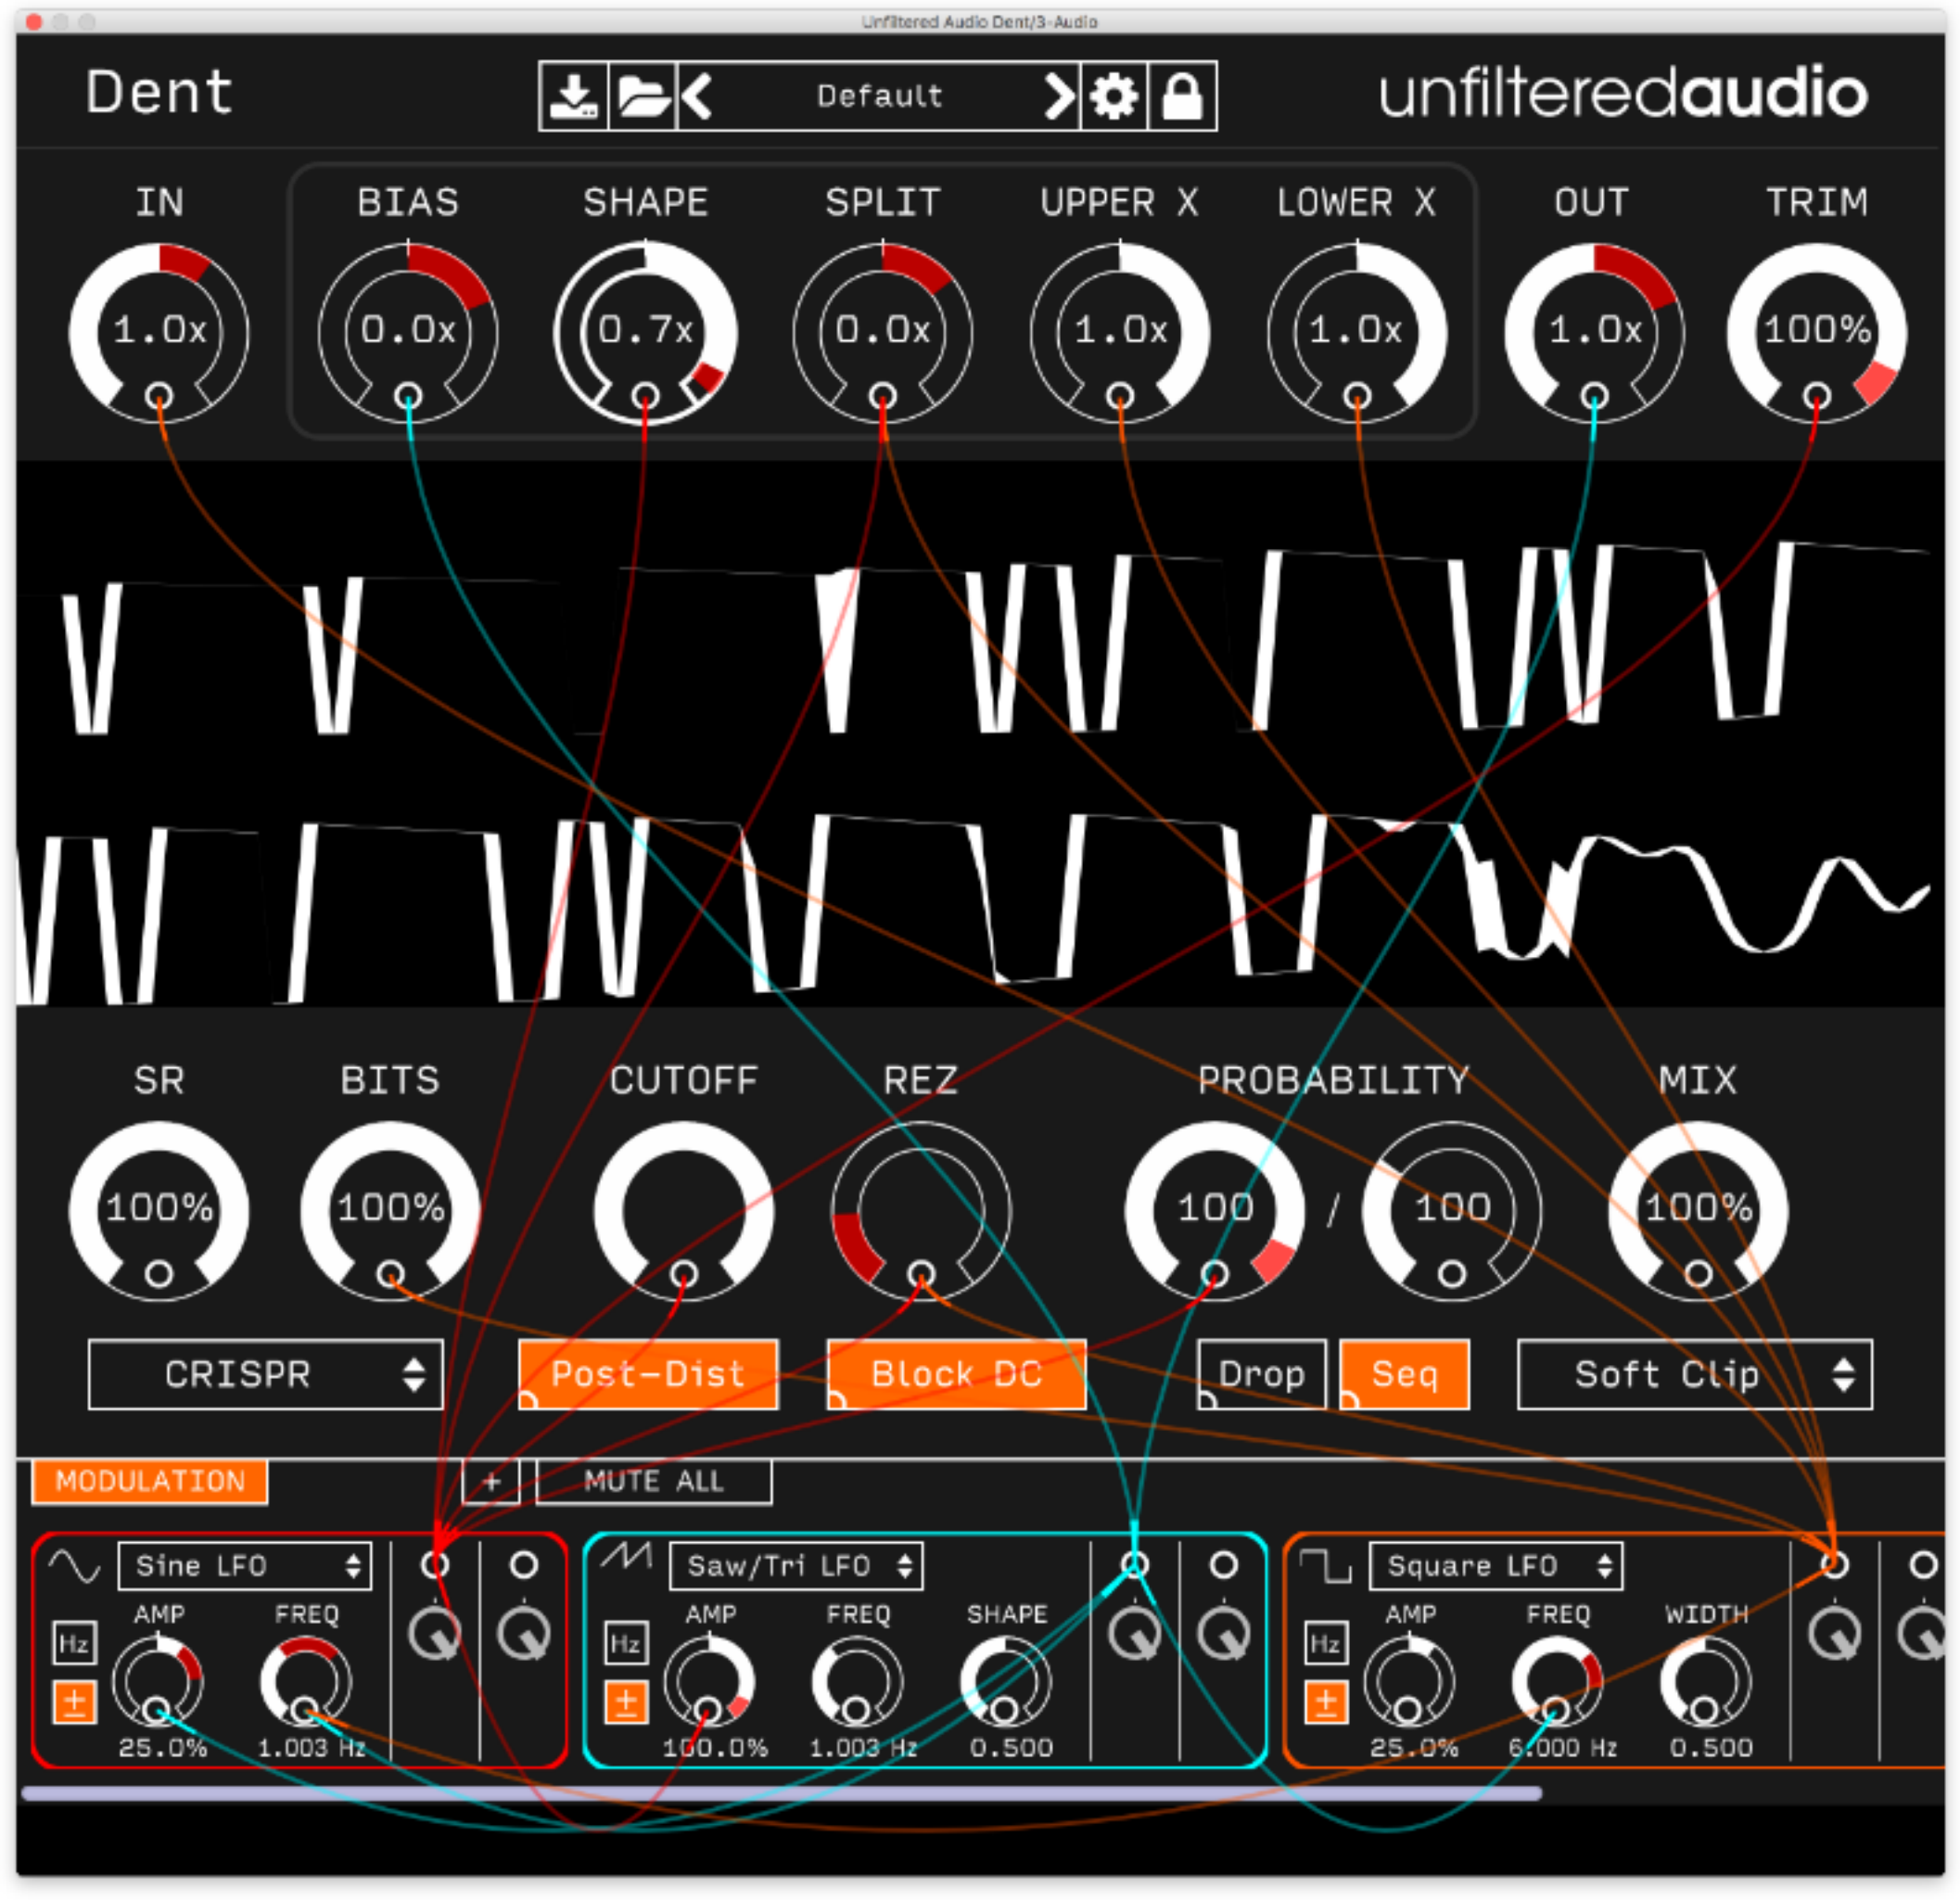 Unfiltered Audio Dent/3-Audio
Dent
Default
unfilteredaudio
IN BIAS SHAPE SPLIT UPPER X LOWER X OUT TRIM
1.0x 0.0x 0.7x 0.0x 1.0x 1.0x 1.0x 100%
SR BITS CUTOFF REZ PROBABILITY MIX
100% 100% 100 / 100 100%
CRISPR Post-Dist Block DC Drop Seq Soft Clip
MODULATION + MUTE ALL
Sine LFO Saw/Tri LFO Square LFO
AMP FREQ AMP FREQ SHAPE AMP FREQ WIDTH
Hz Hz Hz
± ± ±
25.0% 1.003 Hz 100.0% 1.003 Hz 0.500 25.0% 6.000 Hz 0.500